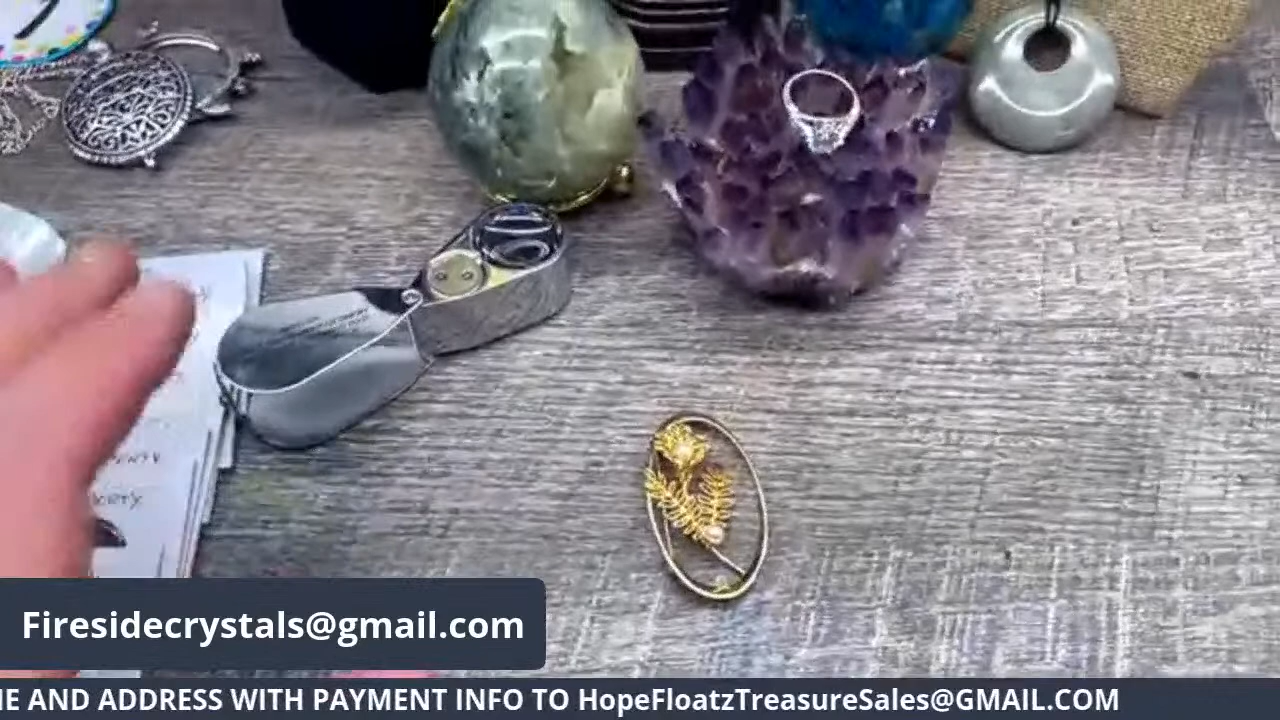 Firesidecrystals@gmail.com
E AND ADDRESS WITH PAYMENT INFO TO HopeFloatzTreasureSales@GMAIL.COM